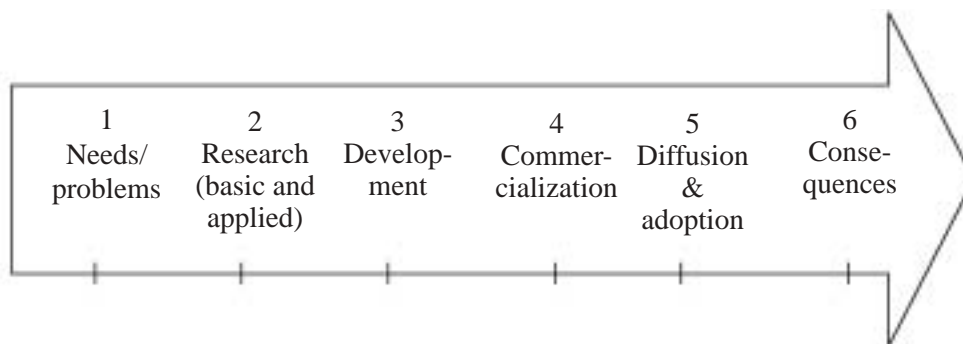 1
Needs/
problems
2
Research
(basic and
applied)
3
Develop-
ment
4
Commer-
cialization
5
Diffusion
&
adoption
6
Conse-
quences